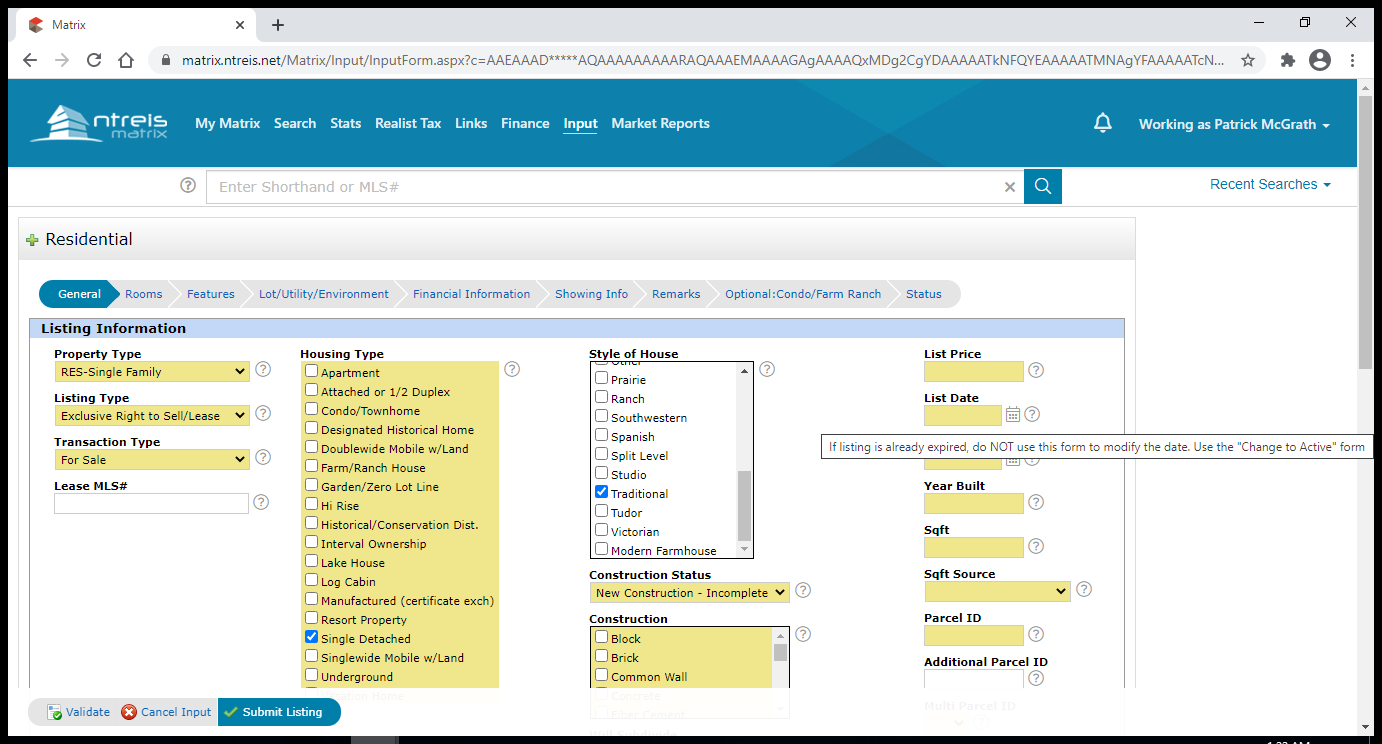 Matrix
matrix.ntreis.net/Matrix/Input/InputForm.aspx?c=AAEAAAD*****AQAAAAAAAAARAQAAAEMAAAAGAgAAAAQxMDg2CgYDAAAAATkNFQYEAAAAATMNAgYFAAAAATcN...
ntreis
matrix
My Matrix Search Stats Realist Tax Links Finance Input Market Reports
Working as Patrick McGrath
Enter Shorthand or MLS#
Recent Searches
Residential
General Rooms Features Lot/Utility/Environment Financial Information Showing Info Remarks Optional:Condo/Farm Ranch Status
Listing Information
Property Type
RES-Single Family
Listing Type
Exclusive Right to Sell/Lease
Transaction Type
For Sale
Lease MLS#
Housing Type
Apartment
Attached or 1/2 Duplex
Condo/Townhome
Designated Historical Home
Doublewide Mobile w/Land
Farm/Ranch House
Garden/Zero Lot Line
Hi Rise
Historical/Conservation Dist.
Interval Ownership
Lake House
Log Cabin
Manufactured (certificate exch)
Resort Property
Single Detached
Singlewide Mobile w/Land
Underground
Vacation Home
Style of House
Other
Prairie
Ranch
Southwestern
Spanish
Split Level
Studio
Traditional
Tudor
Victorian
Modern Farmhouse
Construction Status
New Construction - Incomplete
Construction
Block
Brick
Common Wall
Concrete
Fiber Cement
List Price
List Date
If listing is already expired, do NOT use this form to modify the date. Use the "Change to Active" form
Year Built
Sqft
Sqft Source
Parcel ID
Additional Parcel ID
Multi Parcel ID
Validate Cancel Input Submit Listing